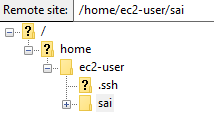 Remote site: /home/ec2-user/sai
/
home
ec2-user
.ssh
sai